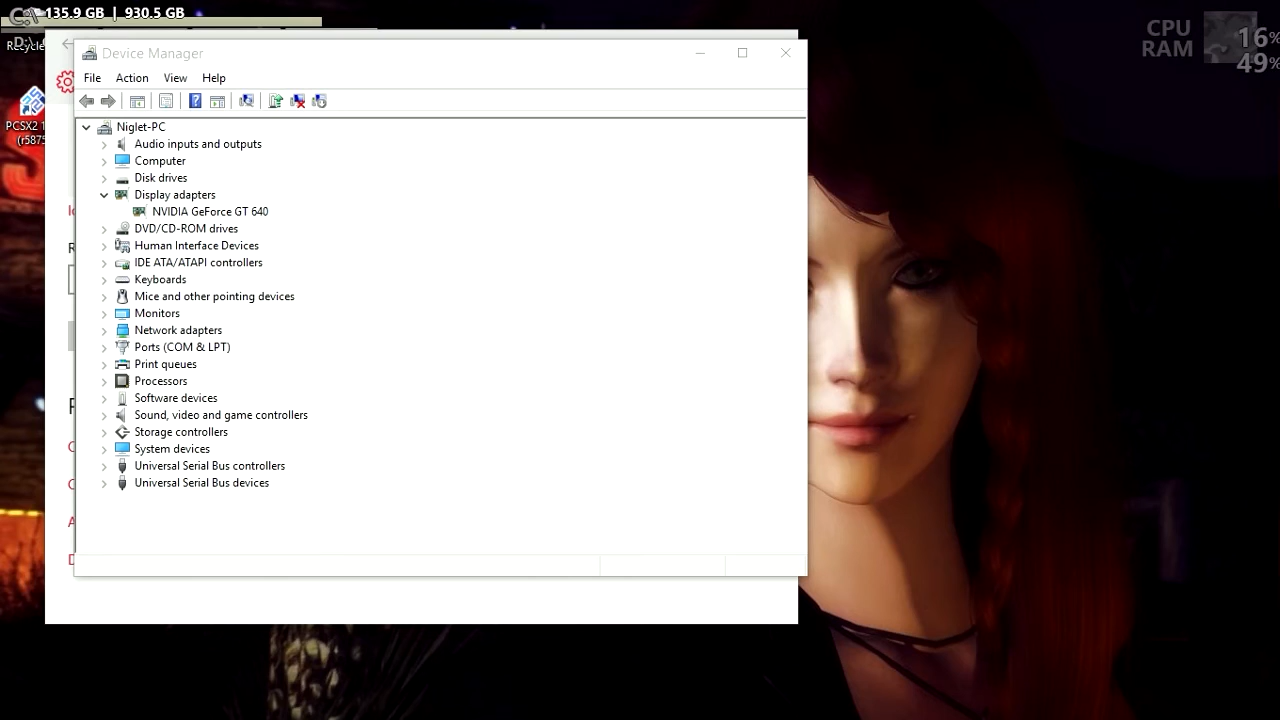 C:\ 135.9 GB | 930.5 GB
D:\
Recycle
PCSX2 1
(r5875
CPU 16%
RAM 49%
Device Manager
File Action View Help
Niglet-PC
Audio inputs and outputs
Computer
Disk drives
Display adapters
NVIDIA GeForce GT 640
DVD/CD-ROM drives
Human Interface Devices
IDE ATA/ATAPI controllers
Keyboards
Mice and other pointing devices
Monitors
Network adapters
Ports (COM & LPT)
Print queues
Processors
Software devices
Sound, video and game controllers
Storage controllers
System devices
Universal Serial Bus controllers
Universal Serial Bus devices